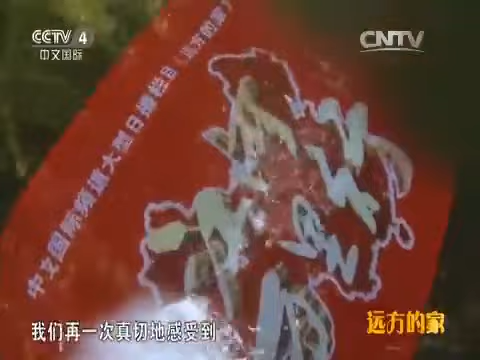 CCTV 4
中文国际
CNTV
中文国际频道大型日播栏目《远方的家》
我们再一次真切地感受到
远方的家